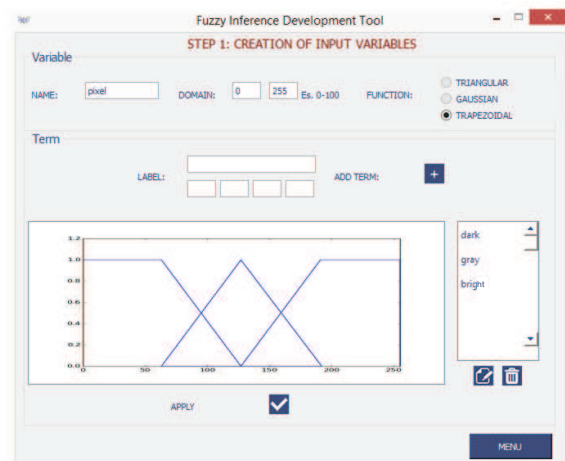 Fuzzy Inference Development Tool
STEP 1: CREATION OF INPUT VARIABLES
Variable
NAME: pixel DOMAIN: 0 255 Es. 0-100 FUNCTION:
TRIANGULAR
GAUSSIAN
TRAPEZOIDAL
Term
LABEL: ADD TERM: +
1.2
1.0
0.8
0.6
0.4
0.2
0.0
0 50 100 150 200 250
dark
gray
bright
APPLY
MENU